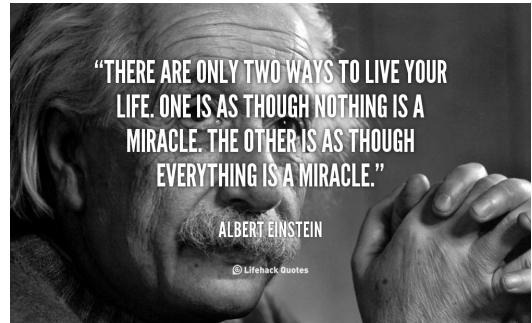 “THERE ARE ONLY TWO WAYS TO LIVE YOUR
LIFE. ONE IS AS THOUGH NOTHING IS A
MIRACLE. THE OTHER IS AS THOUGH
EVERYTHING IS A MIRACLE.”
ALBERT EINSTEIN
Lifehack Quotes